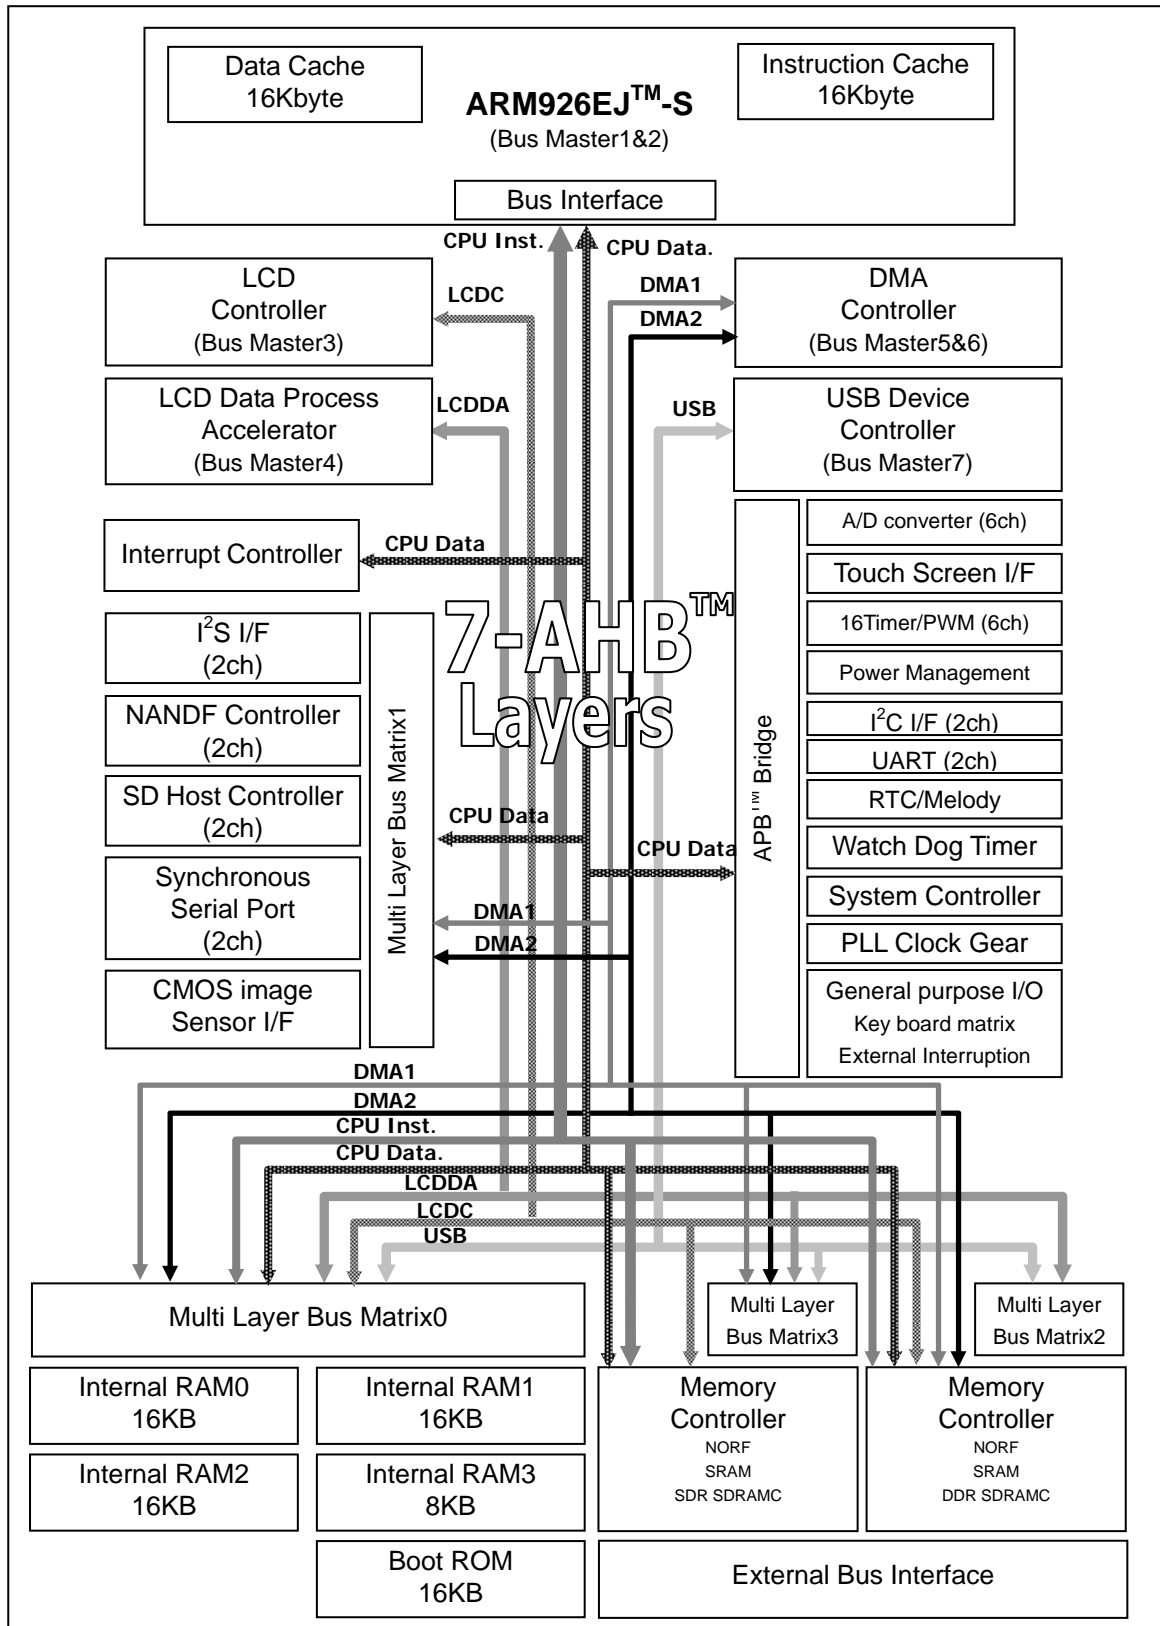 Data Cache
16Kbyte
Instruction Cache
16Kbyte
ARM926EJ™-S
(Bus Master1&2)
Bus Interface
CPU Inst.
CPU Data.
LCD
Controller
(Bus Master3)
LCDC
DMA1
DMA2
DMA
Controller
(Bus Master5&6)
LCD Data Process
Accelerator
(Bus Master4)
LCDDA
USB
USB Device
Controller
(Bus Master7)
Interrupt Controller
CPU Data
7-AHB™
Layers
I²S I/F
(2ch)
NANDF Controller
(2ch)
SD Host Controller
(2ch)
Synchronous
Serial Port
(2ch)
CMOS image
Sensor I/F
Multi Layer Bus Matrix1
CPU Data
CPU Data
DMA1
DMA2
APB™ Bridge
A/D converter (6ch)
Touch Screen I/F
16Timer/PWM (6ch)
Power Management
I²C I/F (2ch)
UART (2ch)
RTC/Melody
Watch Dog Timer
System Controller
PLL Clock Gear
General purpose I/O
Key board matrix
External Interruption
DMA1
DMA2
CPU Inst.
CPU Data.
LCDDA
LCDC
USB
Multi Layer Bus Matrix0
Multi Layer
Bus Matrix3
Multi Layer
Bus Matrix2
Internal RAM0
16KB
Internal RAM1
16KB
Internal RAM2
16KB
Internal RAM3
8KB
Boot ROM
16KB
Memory
Controller
NORF
SRAM
SDR SDRAMC
Memory
Controller
NORF
SRAM
DDR SDRAMC
External Bus Interface